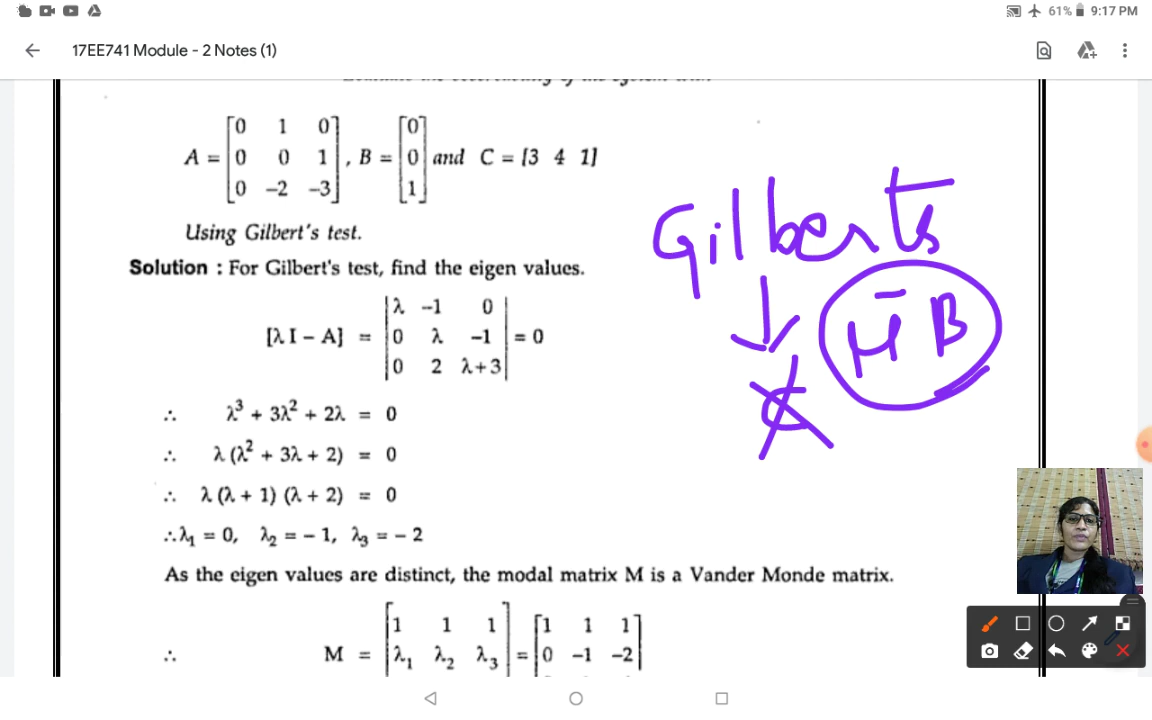 61% 9:17 PM
17EE741 Module - 2 Notes (1)
A = [0 1 0; 0 0 1; 0 -2 -3], B = [0; 0; 1] and C = [3 4 1]
Using Gilbert's test.
Solution : For Gilbert's test, find the eigen values.
[λ I - A] = |λ -1 0; 0 λ -1; 0 2 λ+3| = 0
∴ λ³ + 3λ² + 2λ = 0
∴ λ (λ² + 3λ + 2) = 0
∴ λ (λ + 1) (λ + 2) = 0
∴ λ₁ = 0, λ₂ = - 1, λ₃ = - 2
As the eigen values are distinct, the modal matrix M is a Vander Monde matrix.
∴ M = [1 1 1; λ₁ λ₂ λ₃ = [1 1 1; 0 -1 -2]
Gilberts
B